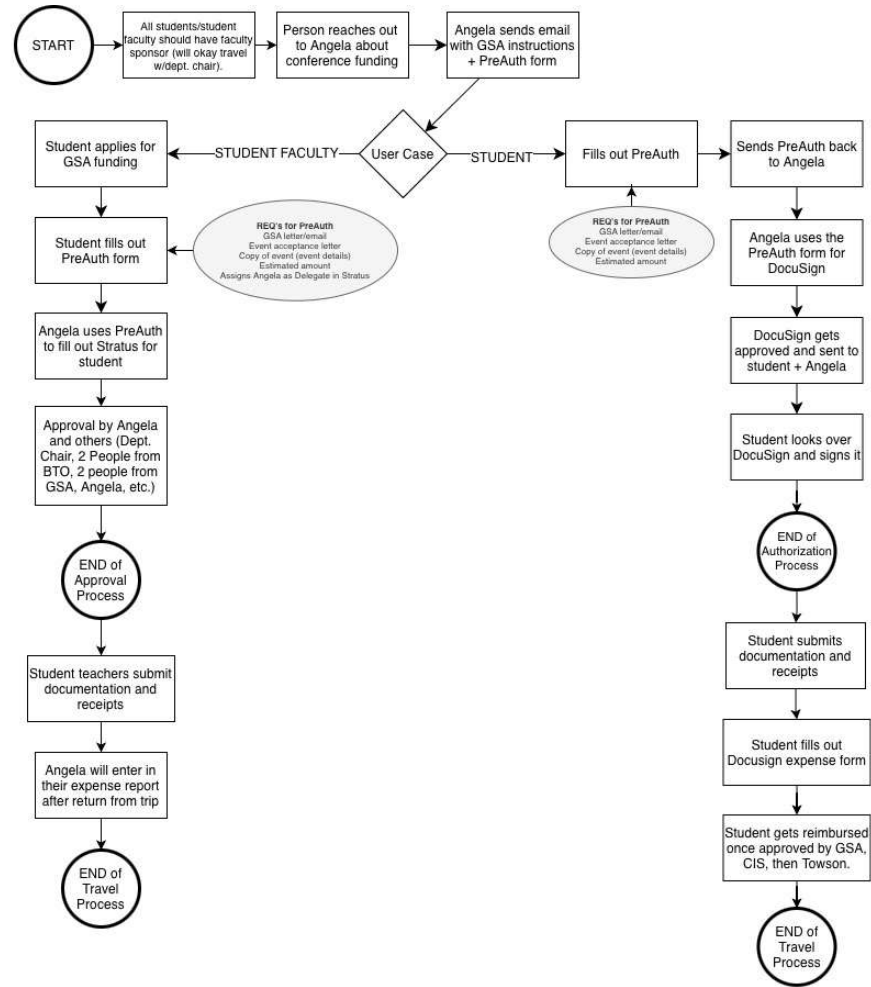 START
All students/student
faculty should have faculty
sponsor (will okay travel
w/dept. chair).
Person reaches out
to Angela about
conference funding
Angela sends email
with GSA instructions
+ PreAuth form
User Case
STUDENT FACULTY
STUDENT
Student applies for
GSA funding
Student fills out
PreAuth form
REQ's for PreAuth
GSA letter/email
Event acceptance letter
Copy of event (event details)
Estimated amount
Assigns Angela as Delegate in Stratus
Angela uses PreAuth
to fill out Stratus for
student
Approval by Angela
and others (Dept.
Chair, 2 People from
BTO, 2 people from
GSA, Angela, etc.)
END of
Approval
Process
Student teachers submit
documentation and
receipts
Angela will enter in
their expense report
after return from trip
END of
Travel
Process
Fills out PreAuth
REQ's for PreAuth
GSA letter/email
Event acceptance letter
Copy of event (event details)
Estimated amount
Sends PreAuth back
to Angela
Angela uses the
PreAuth form for
DocuSign
DocuSign gets
approved and sent to
student + Angela
Student looks over
DocuSign and signs it
END of
Authorization
Process
Student submits
documentation and
receipts
Student fills out
Docusign expense form
Student gets reimbursed
once approved by GSA,
CIS, then Towson.
END of
Travel
Process